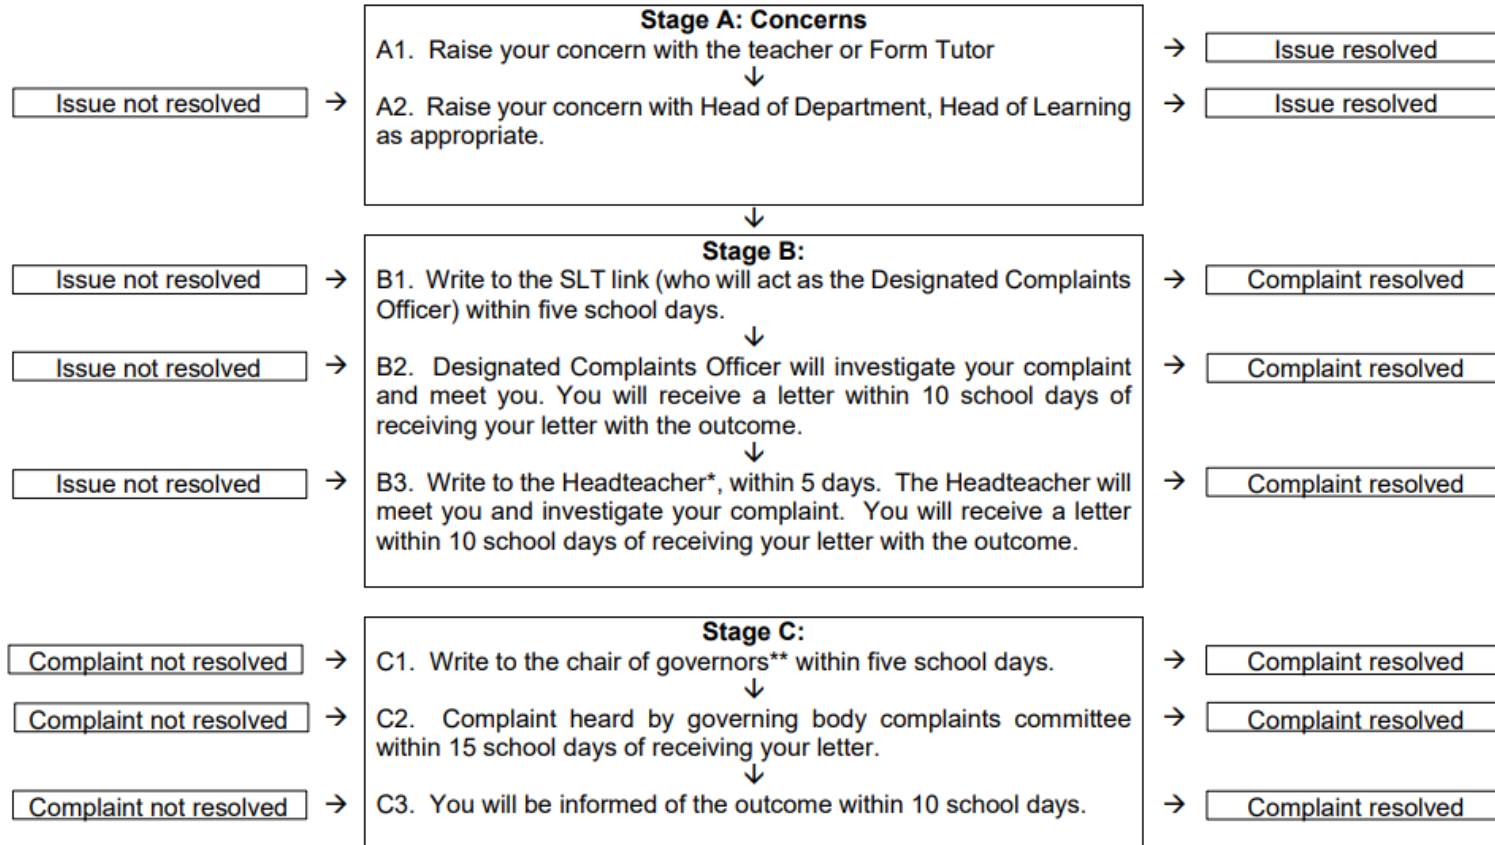 Stage A: Concerns
A1. Raise your concern with the teacher or Form Tutor
→ Issue resolved
↓
Issue not resolved →
A2. Raise your concern with Head of Department, Head of Learning
as appropriate.
→ Issue resolved
↓
Stage B:
Issue not resolved →
B1. Write to the SLT link (who will act as the Designated Complaints
Officer) within five school days.
→ Complaint resolved
↓
Issue not resolved →
B2. Designated Complaints Officer will investigate your complaint
and meet you. You will receive a letter within 10 school days of
receiving your letter with the outcome.
→ Complaint resolved
↓
Issue not resolved →
B3. Write to the Headteacher*, within 5 days. The Headteacher will
meet you and investigate your complaint. You will receive a letter
within 10 school days of receiving your letter with the outcome.
→ Complaint resolved
Stage C:
Complaint not resolved →
C1. Write to the chair of governors** within five school days.
→ Complaint resolved
↓
Complaint not resolved →
C2. Complaint heard by governing body complaints committee
within 15 school days of receiving your letter.
→ Complaint resolved
↓
Complaint not resolved →
C3. You will be informed of the outcome within 10 school days.
→ Complaint resolved